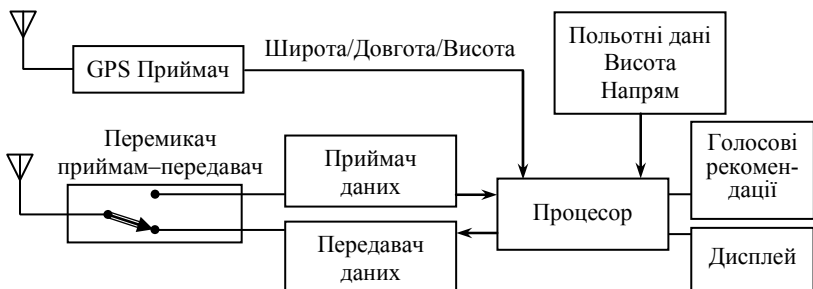 GPS Приймач
Широта/Довгота/Висота
Польотні дані
Висота
Напрям
Перемикач
приймам–передавач
Приймач
даних
Передавач
даних
Процесор
Голосові
рекомен-
дації
Дисплей